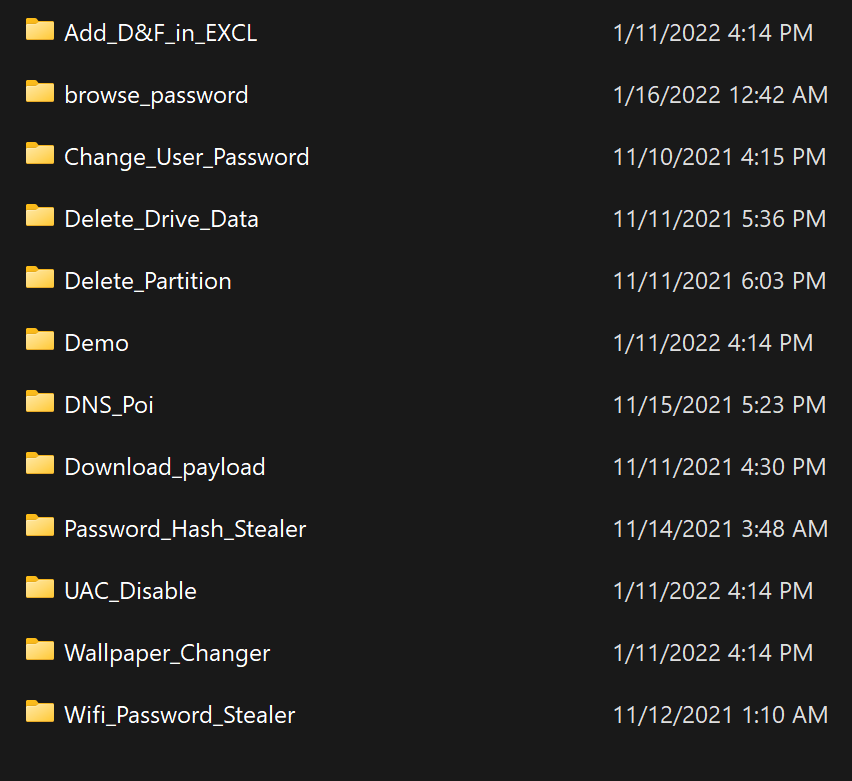 Add_D&F_in_EXCL 1/11/2022 4:14 PM
browse_password 1/16/2022 12:42 AM
Change_User_Password 11/10/2021 4:15 PM
Delete_Drive_Data 11/11/2021 5:36 PM
Delete_Partition 11/11/2021 6:03 PM
Demo 1/11/2022 4:14 PM
DNS_Poi 11/15/2021 5:23 PM
Download_payload 11/11/2021 4:30 PM
Password_Hash_Stealer 11/14/2021 3:48 AM
UAC_Disable 1/11/2022 4:14 PM
Wallpaper_Changer 1/11/2022 4:14 PM
Wifi_Password_Stealer 11/12/2021 1:10 AM